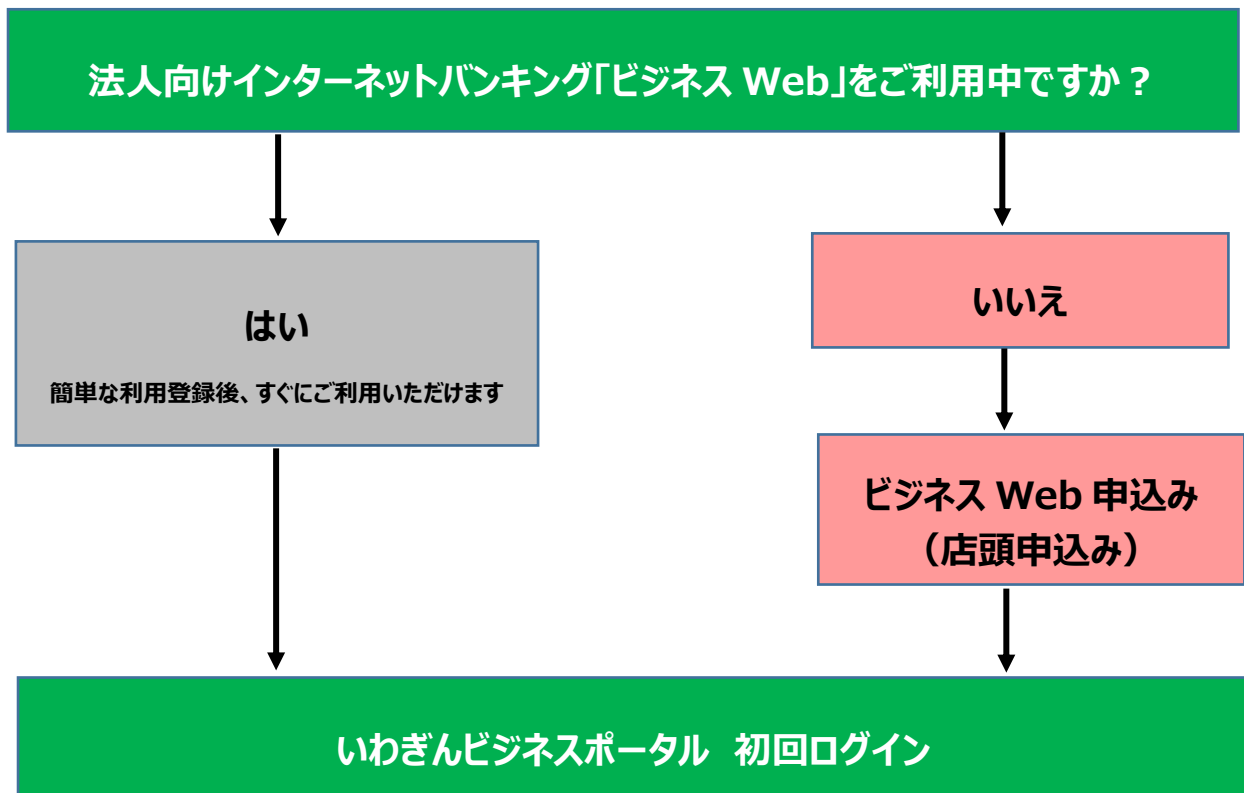 法人向けインターネットバンキング「ビジネス Web」をご利用中ですか？
はい
簡単な利用登録後、すぐにご利用いただけます
いいえ
ビジネス Web 申込み
（店頭申込み）
いわぎんビジネスポータル 初回ログイン